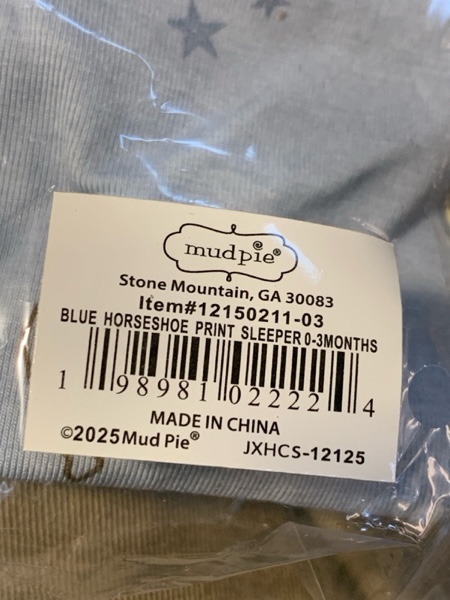 mudpie®
Stone Mountain, GA 30083
Item#12150211-03
BLUE HORSESHOE PRINT SLEEPER 0-3MONTHS
1 98981 02222 4
MADE IN CHINA
©2025 Mud Pie® JXHCS-12125